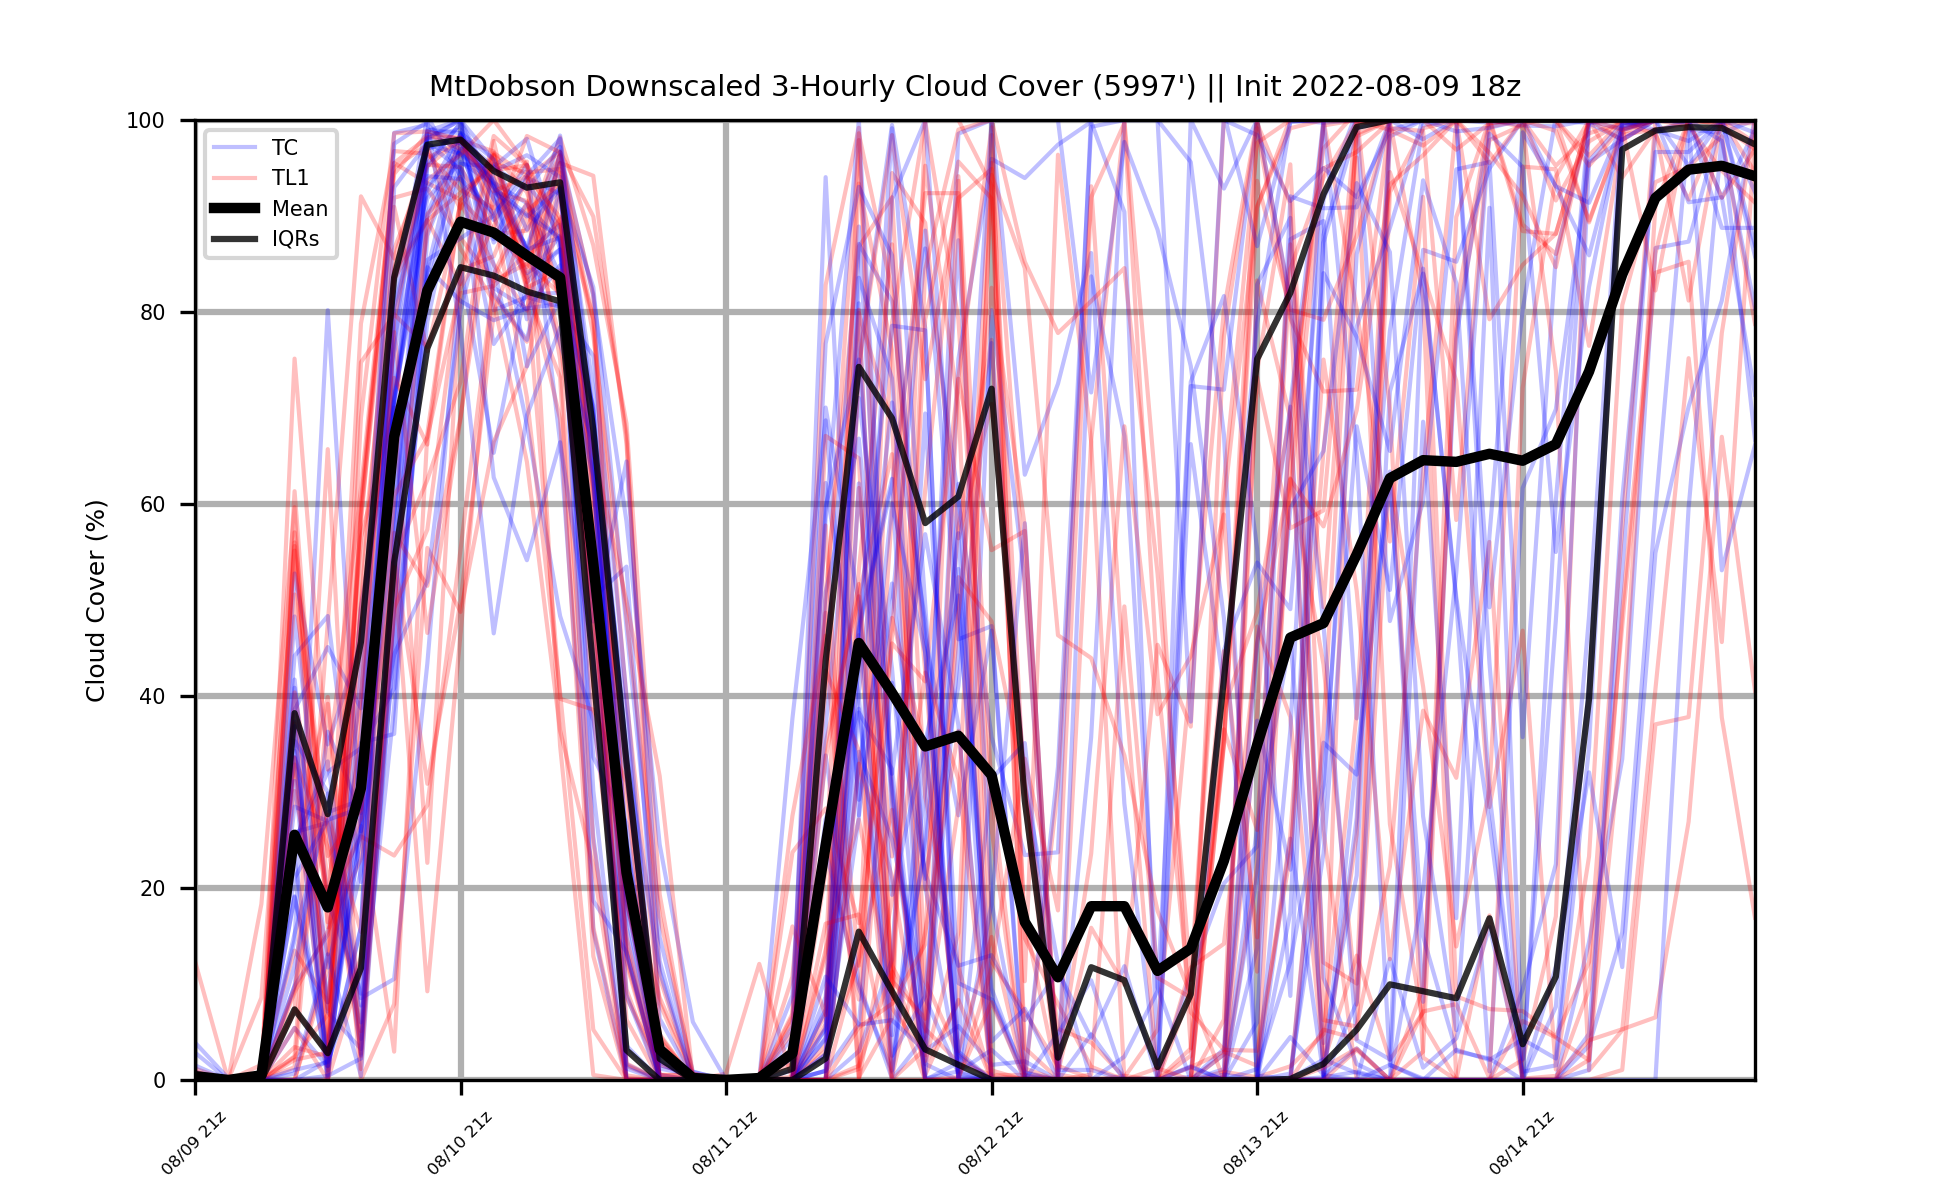 MtDobson Downscaled 3-Hourly Cloud Cover (5997') || Init 2022-08-09 18z
Cloud Cover (%)
100
80
60
40
20
0
TC
TL1
Mean
IQRs
08/09 21z
08/10 21z
08/11 21z
08/12 21z
08/13 21z
08/14 21z